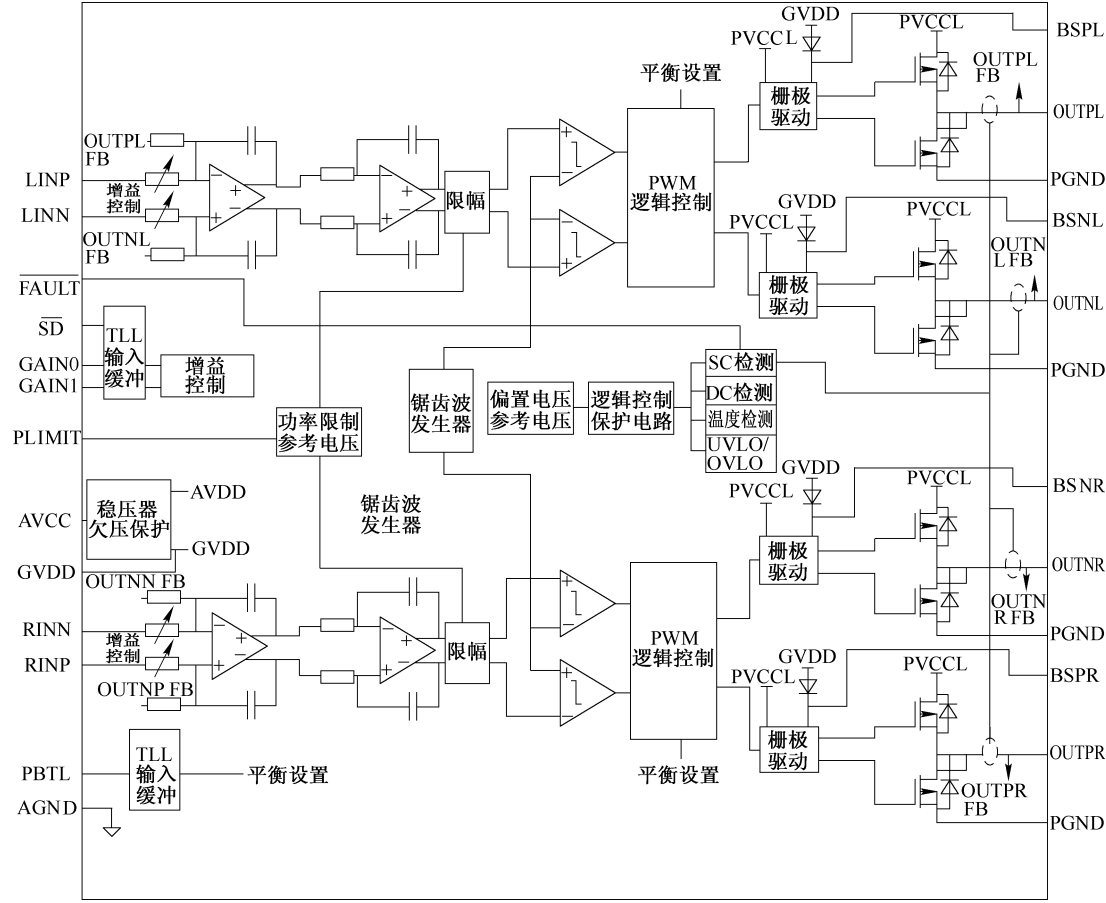 GVDD
PVCCL
PVCCL
BSPL
平衡设置
栅极
驱动
OUTPL
FB
OUTPL
OUTPL
FB
LINP
增益
控制
LINN
OUTNL
FB
限幅
PWM
逻辑控制
PGND
GVDD
PVCCL
PVCCL
BSNL
栅极
驱动
OUTN
L FB
OUTNL
PGND
FAULT
SD
GAIN0
GAIN1
TLL
输入
缓冲
增益
控制
PLIMIT
功率限制
参考电压
锯齿波
发生器
偏置电压
参考电压
逻辑控制
保护电路
SC检测
DC检测
温度检测
UVLO/
OVLO
AVCC
稳压器
欠压保护
AVDD
GVDD
GVDD
锯齿波
发生器
GVDD
PVCCL
PVCCL
BSNR
栅极
驱动
OUTNR
OUTN
R FB
PGND
OUTNN FB
RINN
增益
控制
RINP
OUTNP FB
限幅
PWM
逻辑控制
GVDD
PVCCL
PVCCL
BSPR
栅极
驱动
OUTPR
OUTPR
FB
PGND
平衡设置
PBTL
TLL
输入
缓冲
平衡设置
AGND